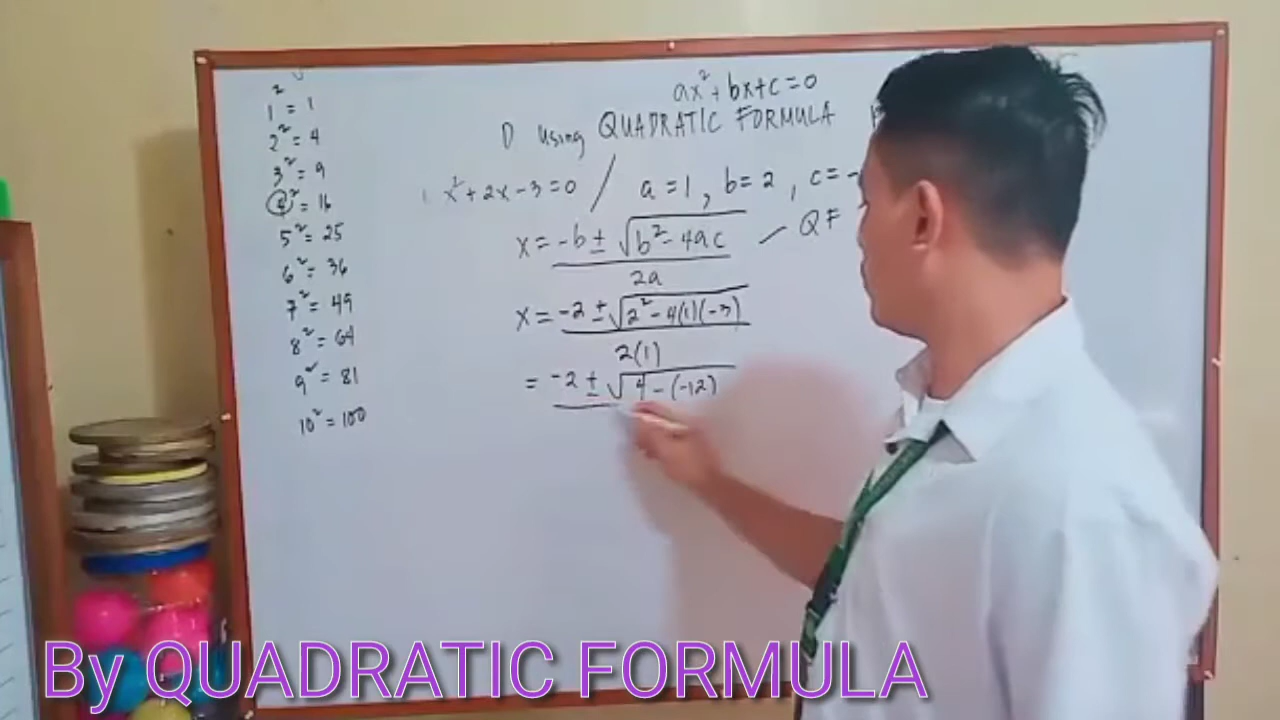 1² = 1
2² = 4
3² = 9
4² = 16
5² = 25
6² = 36
7² = 49
8² = 64
9² = 81
10² = 100
ax² + bx + c = 0
D using QUADRATIC FORMULA
1. x² + 2x - 3 = 0 / a = 1, b = 2, c = -
x = -b ± √b² - 4ac / QF
2a
x = -2 ± √2² - 4(1)(-3)
2(1)
= -2 ± √4 - (-12)
By QUADRATIC FORMULA